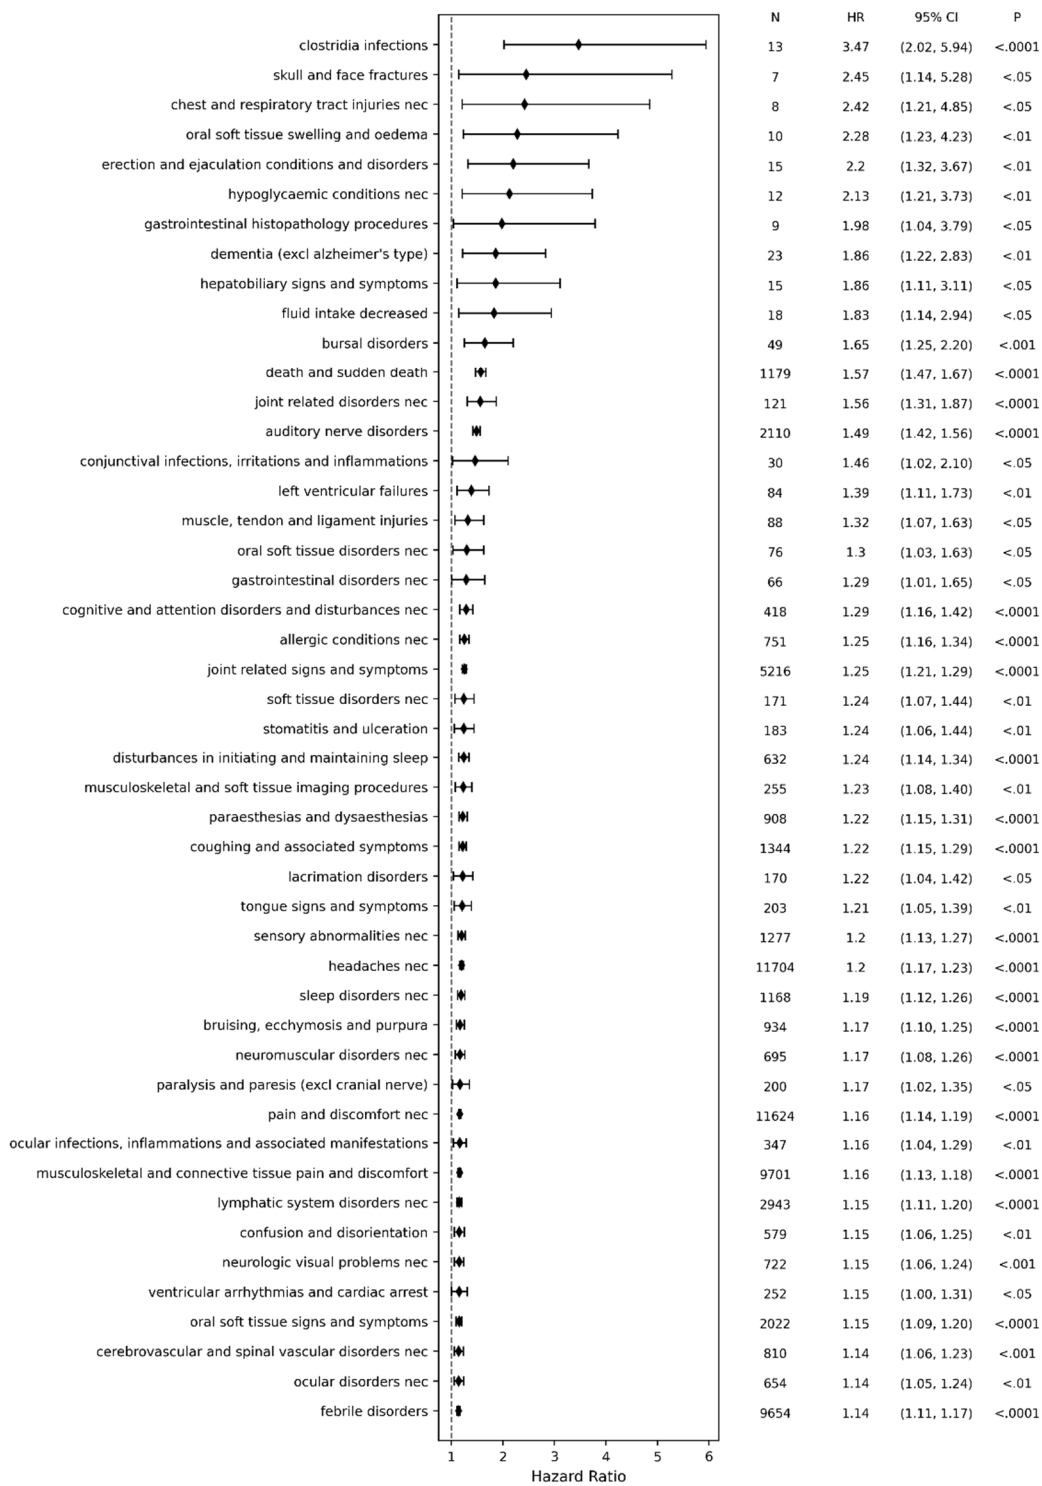 N HR 95% CI P
clostridia infections 13 3.47 (2.02, 5.94) <.0001
skull and face fractures 7 2.45 (1.14, 5.28) <.05
chest and respiratory tract injuries nec 8 2.42 (1.21, 4.85) <.05
oral soft tissue swelling and oedema 10 2.28 (1.23, 4.23) <.01
erection and ejaculation conditions and disorders 15 2.2 (1.32, 3.67) <.01
hypoglycaemic conditions nec 12 2.13 (1.21, 3.73) <.01
gastrointestinal histopathology procedures 9 1.98 (1.04, 3.79) <.05
dementia (excl alzheimer's type) 23 1.86 (1.22, 2.83) <.01
hepatobiliary signs and symptoms 15 1.86 (1.11, 3.11) <.05
fluid intake decreased 18 1.83 (1.14, 2.94) <.05
bursal disorders 49 1.65 (1.25, 2.20) <.001
death and sudden death 1179 1.57 (1.47, 1.67) <.0001
joint related disorders nec 121 1.56 (1.31, 1.87) <.0001
auditory nerve disorders 2110 1.49 (1.42, 1.56) <.0001
conjunctival infections, irritations and inflammations 30 1.46 (1.02, 2.10) <.05
left ventricular failures 84 1.39 (1.11, 1.73) <.01
muscle, tendon and ligament injuries 88 1.32 (1.07, 1.63) <.05
oral soft tissue disorders nec 76 1.3 (1.03, 1.63) <.05
gastrointestinal disorders nec 66 1.29 (1.01, 1.65) <.05
cognitive and attention disorders and disturbances nec 418 1.29 (1.16, 1.42) <.0001
allergic conditions nec 751 1.25 (1.16, 1.34) <.0001
joint related signs and symptoms 5216 1.25 (1.21, 1.29) <.0001
soft tissue disorders nec 171 1.24 (1.07, 1.44) <.01
stomatitis and ulceration 183 1.24 (1.06, 1.44) <.01
disturbances in initiating and maintaining sleep 632 1.24 (1.14, 1.34) <.0001
musculoskeletal and soft tissue imaging procedures 255 1.23 (1.08, 1.40) <.01
paraesthesias and dysaesthesias 908 1.22 (1.15, 1.31) <.0001
coughing and associated symptoms 1344 1.22 (1.15, 1.29) <.0001
lacrimation disorders 170 1.22 (1.04, 1.42) <.05
tongue signs and symptoms 203 1.21 (1.05, 1.39) <.01
sensory abnormalities nec 1277 1.2 (1.13, 1.27) <.0001
headaches nec 11704 1.2 (1.17, 1.23) <.0001
sleep disorders nec 1168 1.19 (1.12, 1.26) <.0001
bruising, ecchymosis and purpura 934 1.17 (1.10, 1.25) <.0001
neuromuscular disorders nec 695 1.17 (1.08, 1.26) <.0001
paralysis and paresis (excl cranial nerve) 200 1.17 (1.02, 1.35) <.05
pain and discomfort nec 11624 1.16 (1.14, 1.19) <.0001
ocular infections, inflammations and associated manifestations 347 1.16 (1.04, 1.29) <.01
musculoskeletal and connective tissue pain and discomfort 9701 1.16 (1.13, 1.18) <.0001
lymphatic system disorders nec 2943 1.15 (1.11, 1.20) <.0001
confusion and disorientation 579 1.15 (1.06, 1.25) <.01
neurologic visual problems nec 722 1.15 (1.06, 1.24) <.001
ventricular arrhythmias and cardiac arrest 252 1.15 (1.00, 1.31) <.05
oral soft tissue signs and symptoms 2022 1.15 (1.09, 1.20) <.0001
cerebrovascular and spinal vascular disorders nec 810 1.14 (1.06, 1.23) <.001
ocular disorders nec 654 1.14 (1.05, 1.24) <.01
febrile disorders 9654 1.14 (1.11, 1.17) <.0001
1 2 3 4 5 6
Hazard Ratio